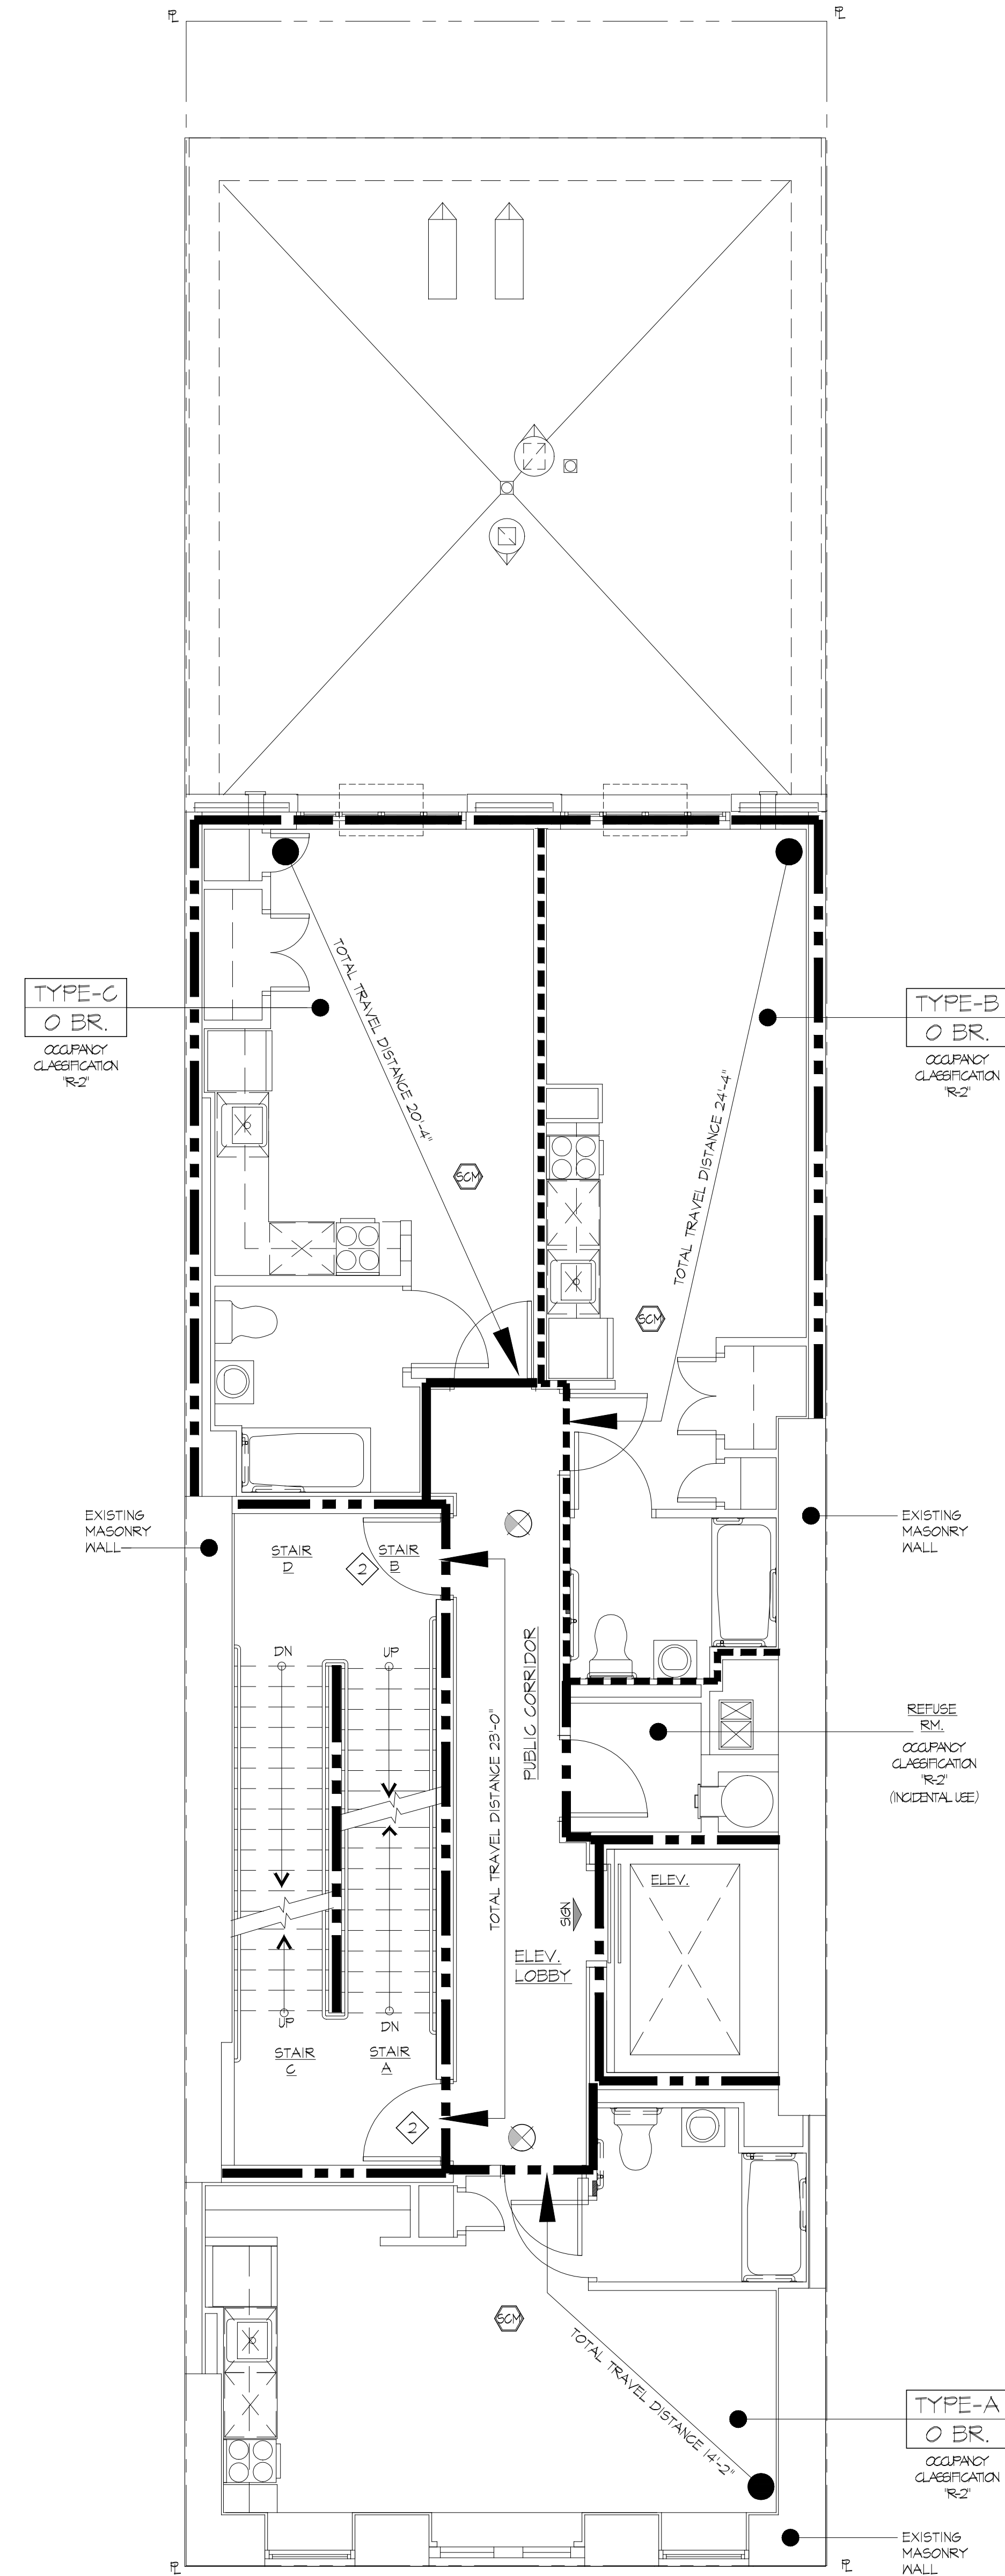 PL
PL
TOTAL TRAVEL DISTANCE 20'-4"
TYPE-C
O BR.
OCCUPANCY
CLASSIFICATION
"R-2"
TYPE-B
O BR.
OCCUPANCY
CLASSIFICATION
"R-2"
TOTAL TRAVEL DISTANCE 24'-4"
SCM
SCM
EXISTING
MASONRY
WALL
EXISTING
MASONRY
WALL
STAIR
D
2
STAIR
B
DN
UP
PUBLIC CORRIDOR
TOTAL TRAVEL DISTANCE 23'-0"
REFUSE
RM.
OCCUPANCY
CLASSIFICATION
"R-2"
(INCIDENTAL USE)
ELEV.
SIGN
ELEV.
LOBBY
UP
DN
STAIR
C
STAIR
A
2
SCM
TOTAL TRAVEL DISTANCE 14'-2"
TYPE-A
O BR.
OCCUPANCY
CLASSIFICATION
"R-2"
EXISTING
MASONRY
WALL
PL
PL